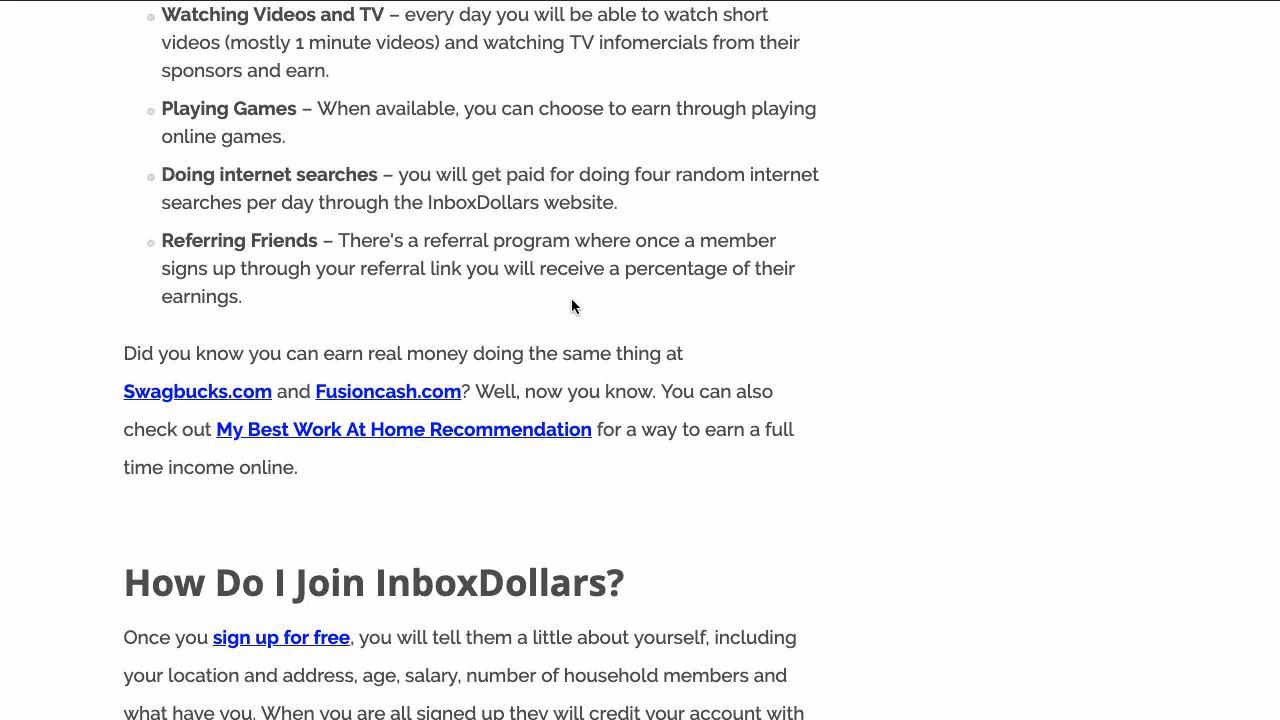 Watching Videos and TV – every day you will be able to watch short
videos (mostly 1 minute videos) and watching TV infomercials from their
sponsors and earn.
Playing Games – When available, you can choose to earn through playing
online games.
Doing internet searches – you will get paid for doing four random internet
searches per day through the InboxDollars website.
Referring Friends – There's a referral program where once a member
signs up through your referral link you will receive a percentage of their
earnings.
Did you know you can earn real money doing the same thing at
Swagbucks.com and Fusioncash.com? Well, now you know. You can also
check out My Best Work At Home Recommendation for a way to earn a full
time income online.
How Do I Join InboxDollars?
Once you sign up for free, you will tell them a little about yourself, including
your location and address, age, salary, number of household members and
what have you. When you are all signed up they will credit your account with